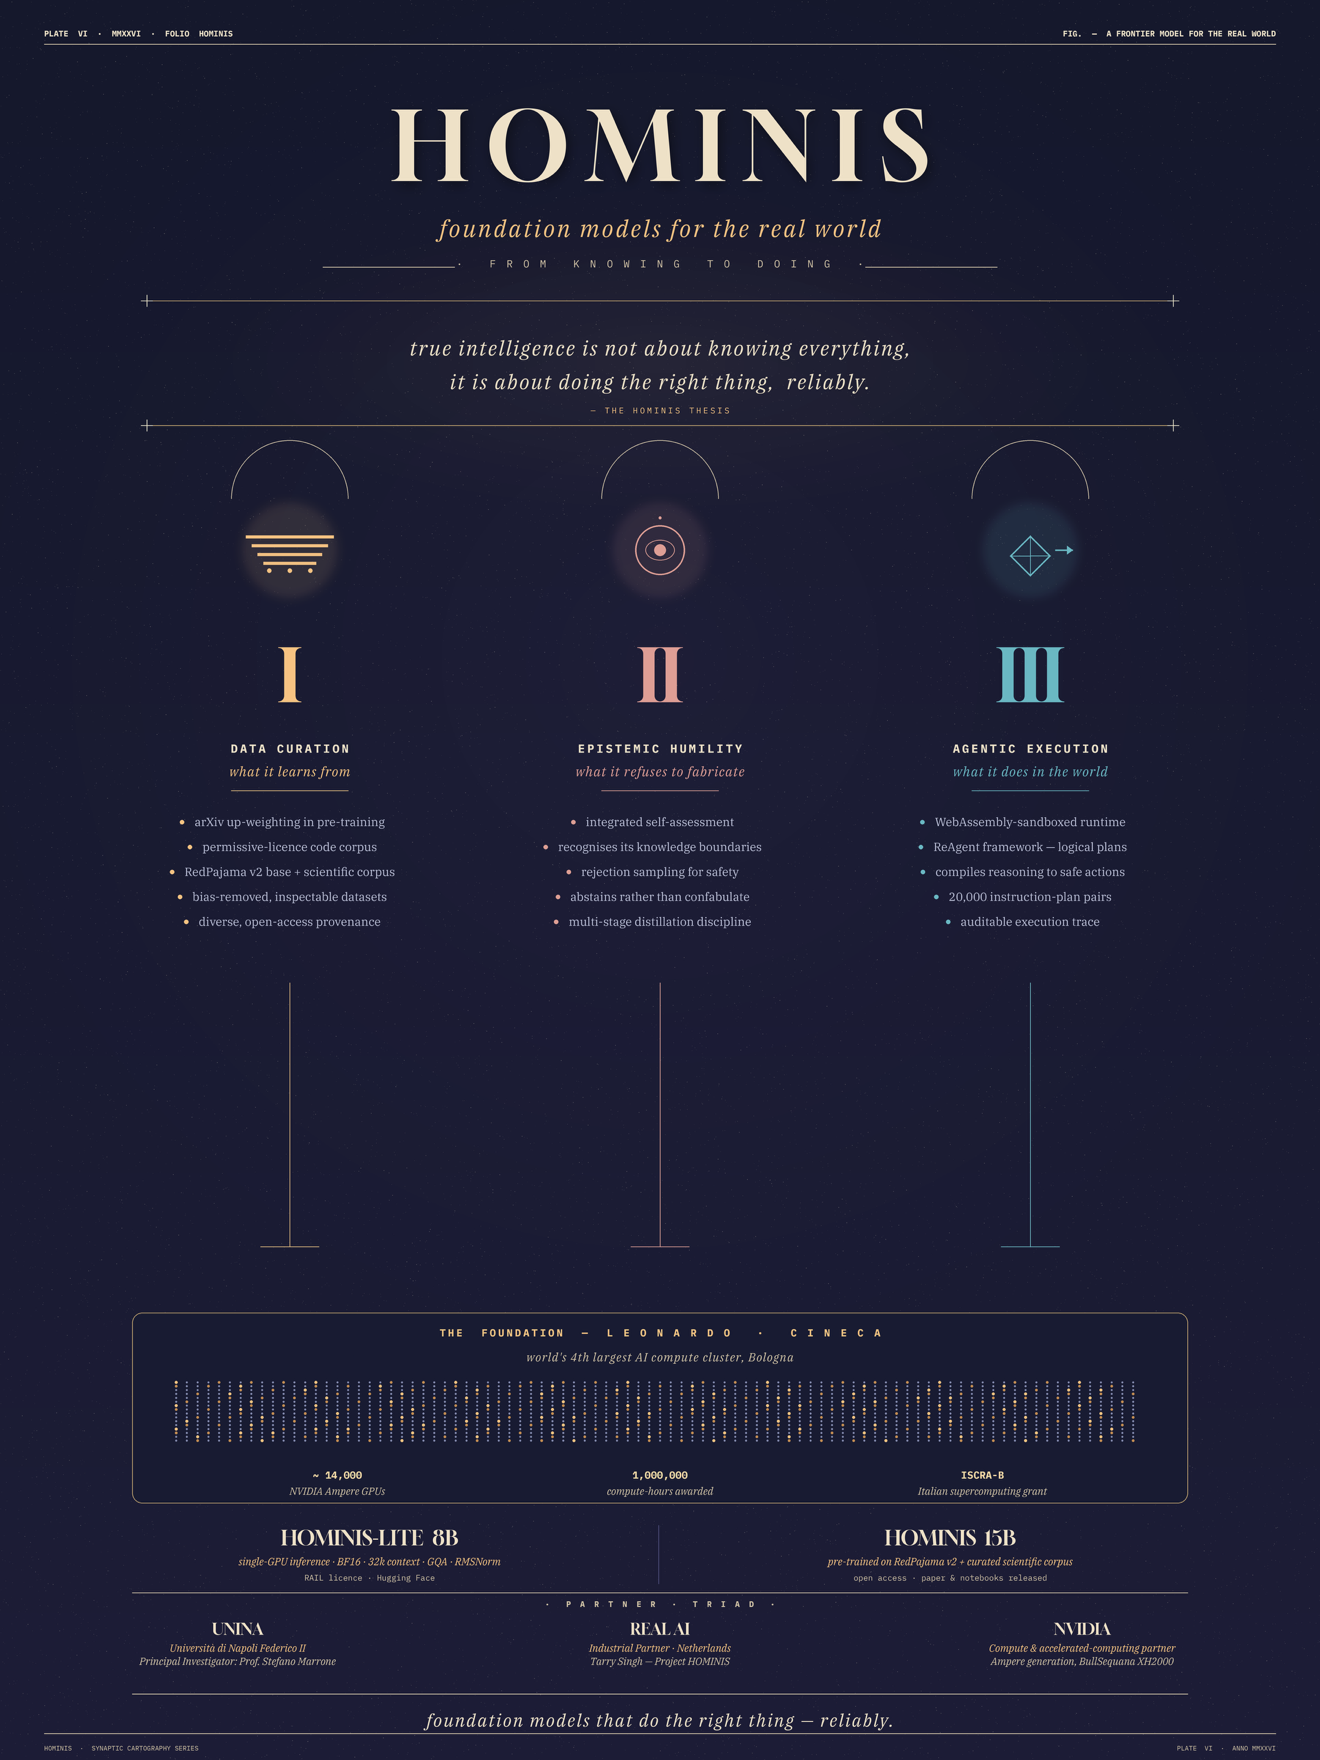 PLATE VI · MMXXVI · FOLIO HOMINIS
FIG. — A FRONTIER MODEL FOR THE REAL WORLD
HOMINIS
foundation models for the real world
· FROM KNOWING TO DOING ·
true intelligence is not about knowing everything,
it is about doing the right thing, reliably.
— THE HOMINIS THESIS
I
DATA CURATION
what it learns from
• arXiv up-weighting in pre-training
• permissive-licence code corpus
• RedPajama v2 base + scientific corpus
• bias-removed, inspectable datasets
• diverse, open-access provenance
II
EPISTEMIC HUMILITY
what it refuses to fabricate
• integrated self-assessment
• recognises its knowledge boundaries
• rejection sampling for safety
• abstains rather than confabulate
• multi-stage distillation discipline
III
AGENTIC EXECUTION
what it does in the world
• WebAssembly-sandboxed runtime
• ReAgent framework — logical plans
• compiles reasoning to safe actions
• 20,000 instruction-plan pairs
• auditable execution trace
THE FOUNDATION — LEONARDO · CINECA
world's 4th largest AI compute cluster, Bologna
~ 14,000
NVIDIA Ampere GPUs
1,000,000
compute-hours awarded
ISCRA-B
Italian supercomputing grant
HOMINIS-LITE 8B
single-GPU inference · BF16 · 32k context · GQA · RMSNorm
RAIL licence · Hugging Face
HOMINIS 15B
pre-trained on RedPajama v2 + curated scientific corpus
open access · paper & notebooks released
· PARTNER · TRIAD ·
UNINA
Università di Napoli Federico II
Principal Investigator: Prof. Stefano Marrone
REAL AI
Industrial Partner · Netherlands
Tarry Singh — Project HOMINIS
NVIDIA
Compute & accelerated-computing partner
Ampere generation, BullSequana XH2000
foundation models that do the right thing — reliably.
HOMINIS · SYNAPTIC CARTOGRAPHY SERIES
PLATE VI · ANNO MMXXVI